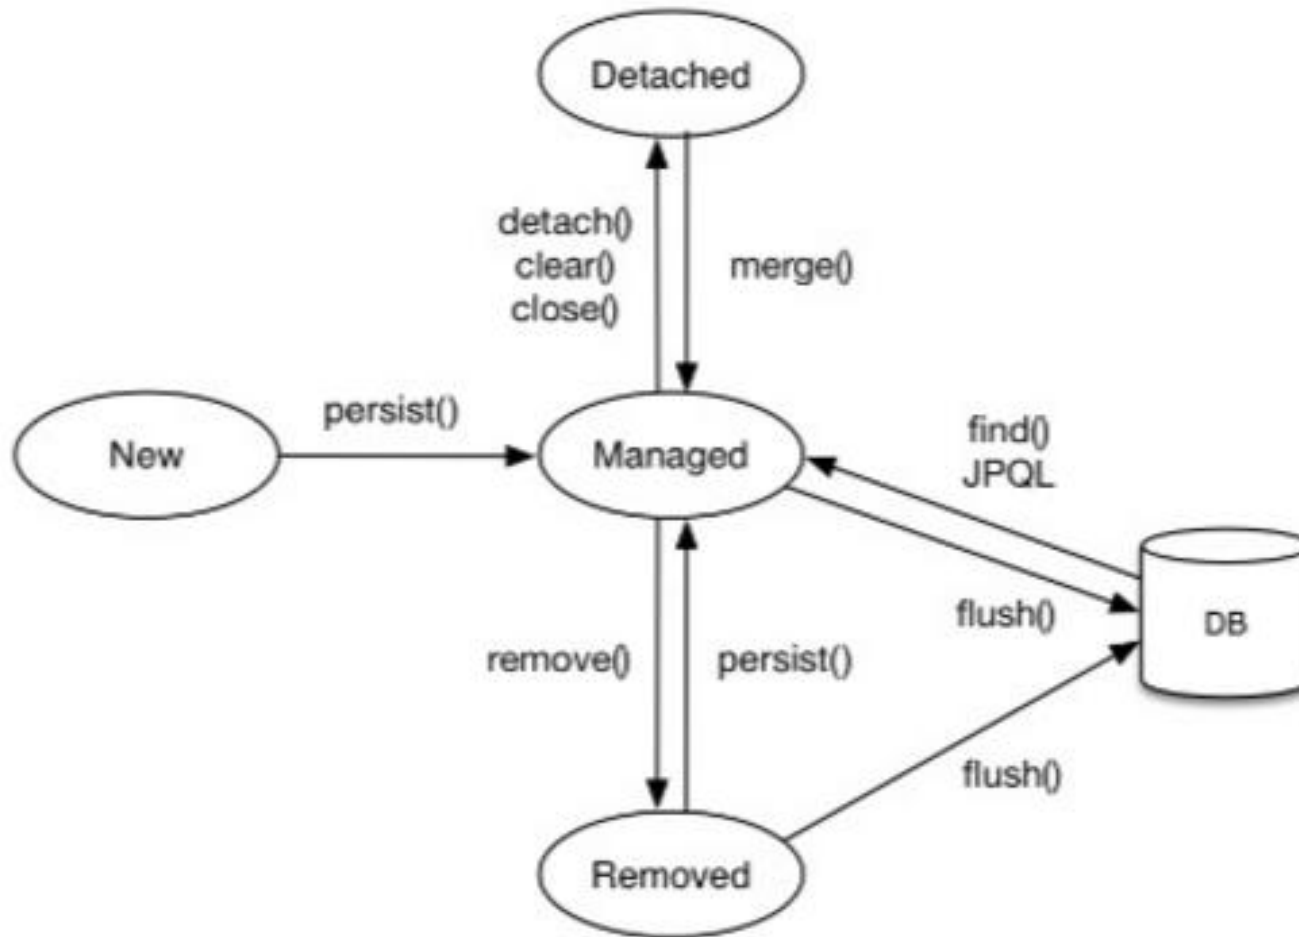 Detached
detach()
clear()
close()
merge()
persist()
New
Managed
find()
JPQL
flush()
DB
remove()
persist()
flush()
Removed